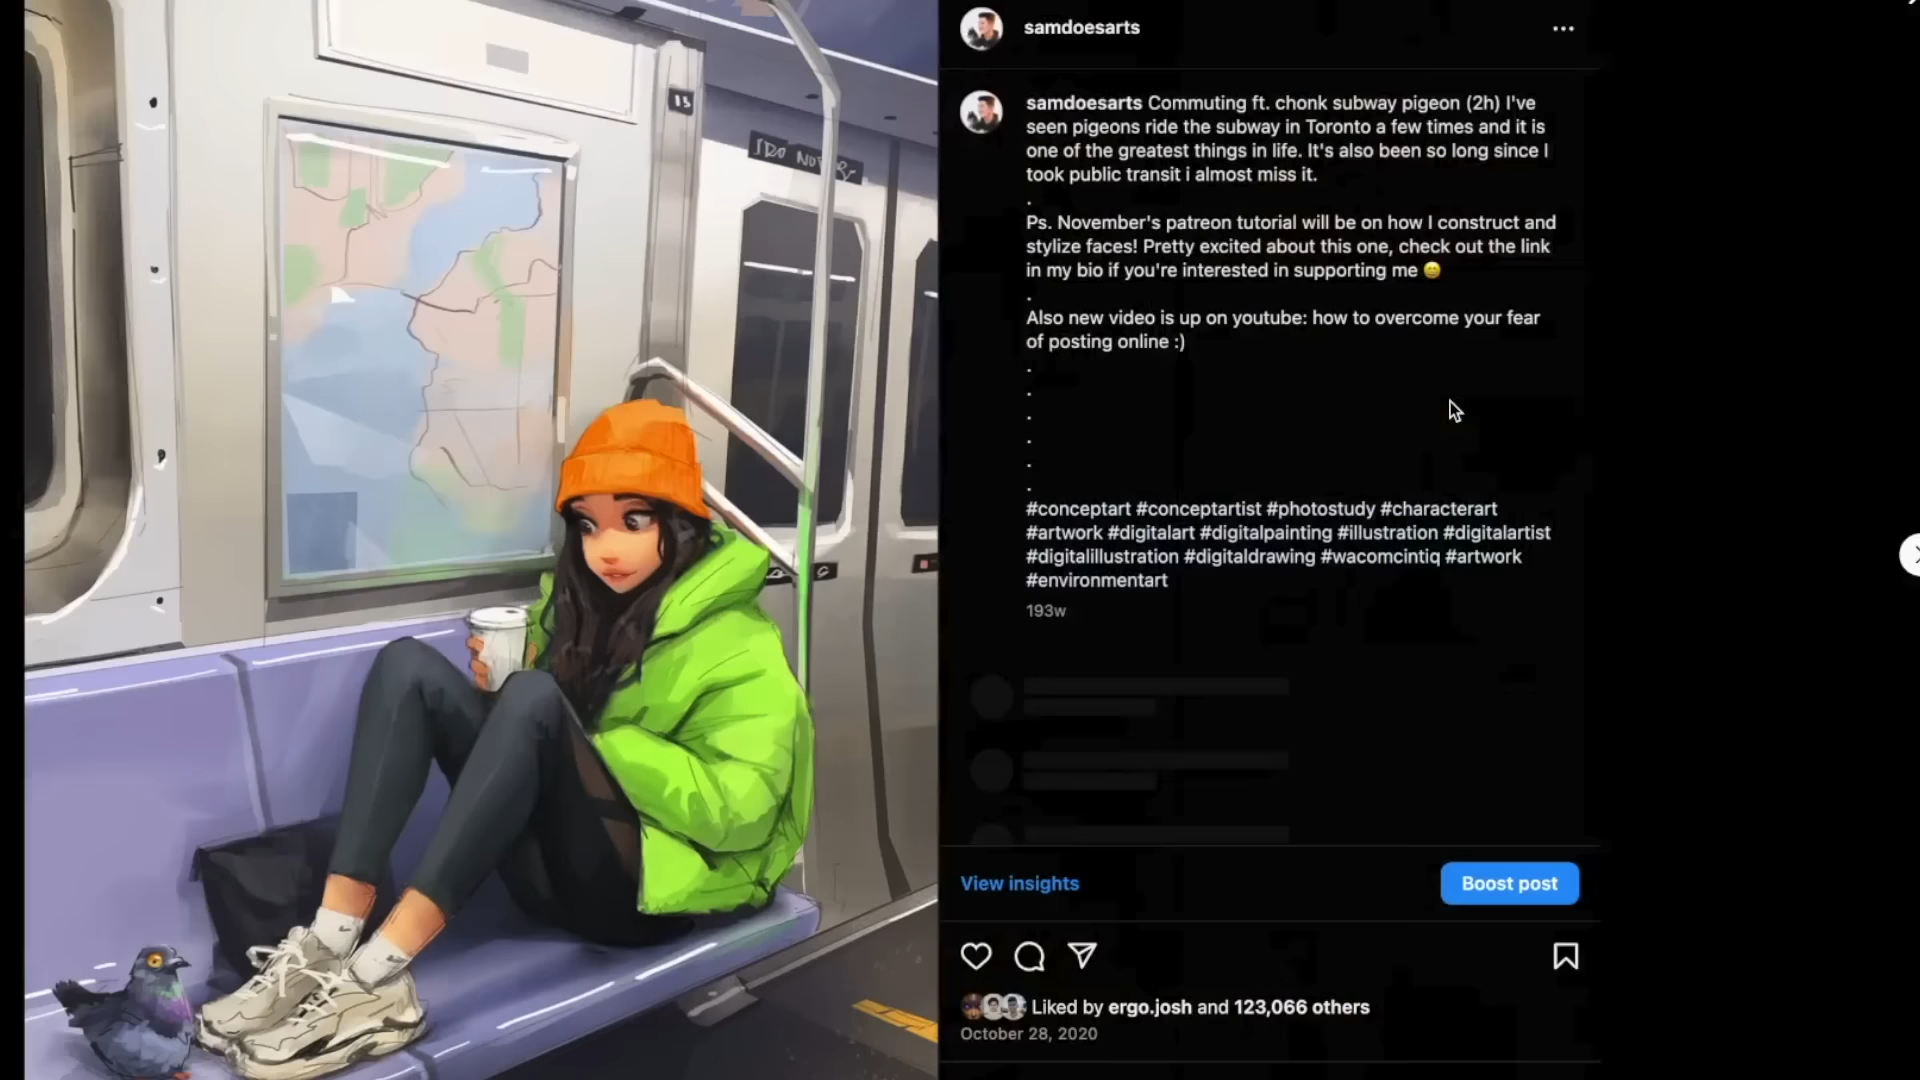 samdoesarts
samdoesarts Commuting ft. chonk subway pigeon (2h) I've
seen pigeons ride the subway in Toronto a few times and it is
one of the greatest things in life. It's also been so long since I
took public transit i almost miss it.
.
Ps. November's patreon tutorial will be on how I construct and
stylize faces! Pretty excited about this one, check out the link
in my bio if you're interested in supporting me 😄
.
Also new video is up on youtube: how to overcome your fear
of posting online :)
.
.
.
.
.
.
#conceptart #conceptartist #photostudy #characterart
#artwork #digitalart #digitalpainting #illustration #digitalartist
#digitalillustration #digitaldrawing #wacomcintiq #artwork
#environmentart
193w
View insights
Boost post
Liked by ergo.josh and 123,066 others
October 28, 2020
15